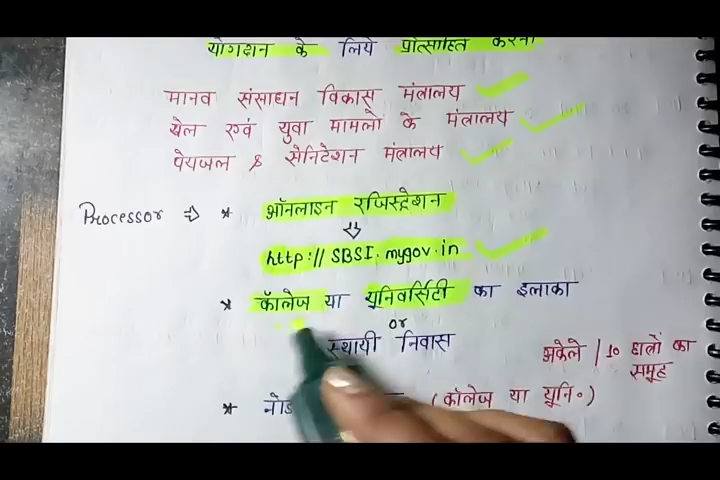 योगदान के लिये प्रोत्साहित करना
मानव संसाधन विकास मंत्रालय
खेल एवं युवा मामलों के मंत्रालय
पेयजल & सेनिटेशन मंत्रालय
Processor ⇒ * ऑनलाइन रजिस्ट्रेशन
⇓
http://SBSI.mygov.in
* कॉलेज या यूनिवर्सिटी का इलाका
or
स्थायी निवास
अकेले / 10 छात्रों का
समूह
* (कॉलेज या यूनि॰)